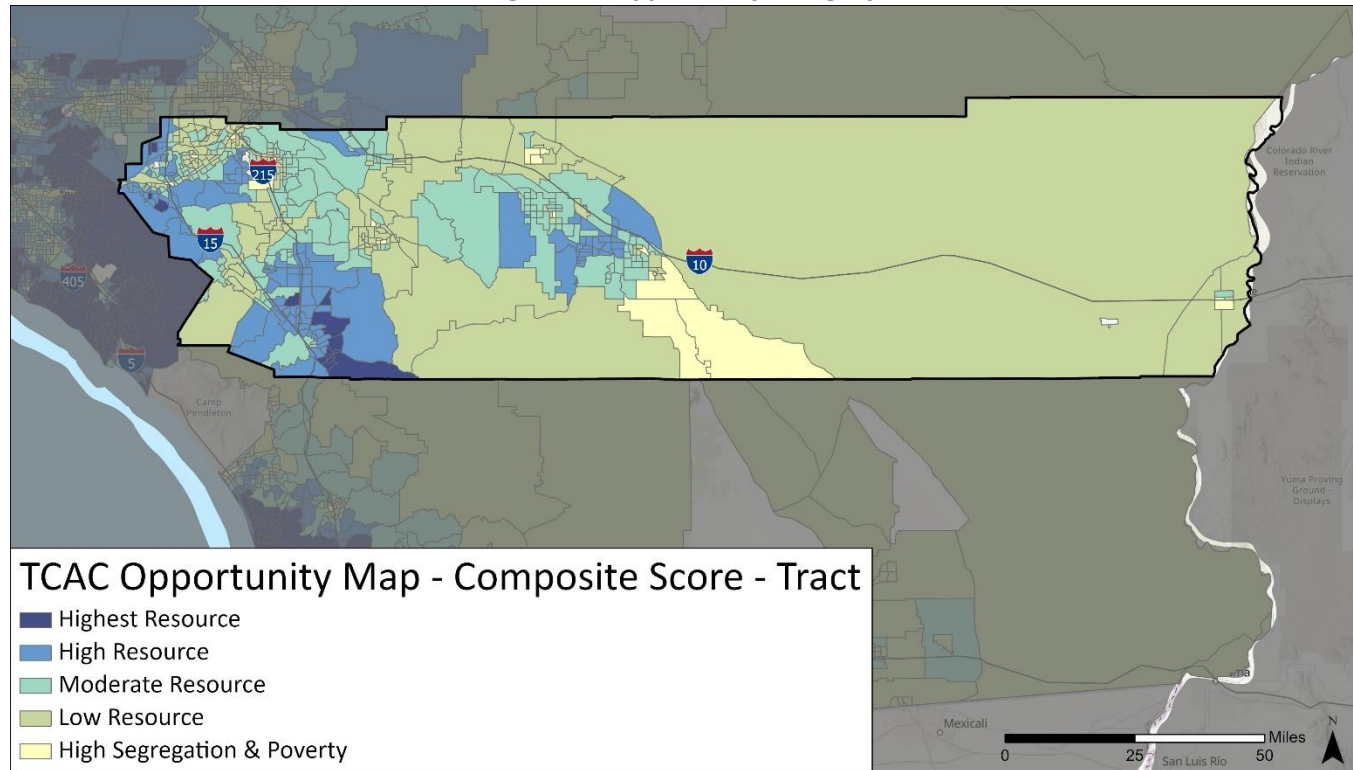 Colorado River
Indian
Reservation
215
15
10
405
5
Camp
Pendleton
Yuma Proving
Ground -
Displays
TCAC Opportunity Map - Composite Score - Tract
Highest Resource
High Resource
Moderate Resource
Low Resource
High Segregation & Poverty
Mexicali
San Luis Río
Miles
0
25
50
N